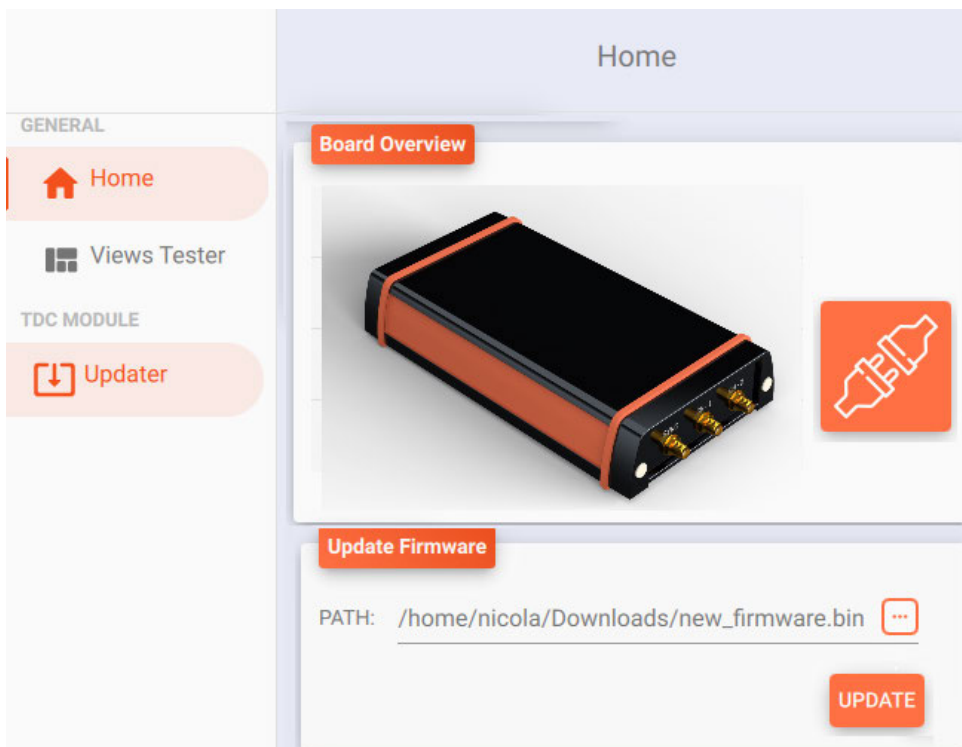 Home
GENERAL
Home
Views Tester
TDC MODULE
Updater
Board Overview
Update Firmware
PATH: /home/nicola/Downloads/new_firmware.bin ...
UPDATE